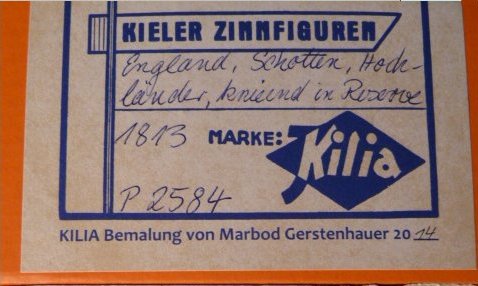 KIELER ZINNFIGUREN
England, Schotten, Hoch-
länder, knieend in Reserve
1813 MARKE: Kilia
P 2584
KILIA Bemalung von Marbod Gerstenhauer 2014